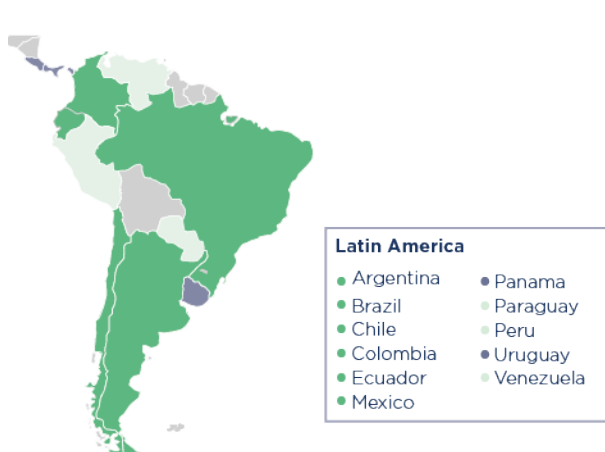 Latin America
Argentina
Brazil
Chile
Colombia
Ecuador
Mexico
Panama
Paraguay
Peru
Uruguay
Venezuela